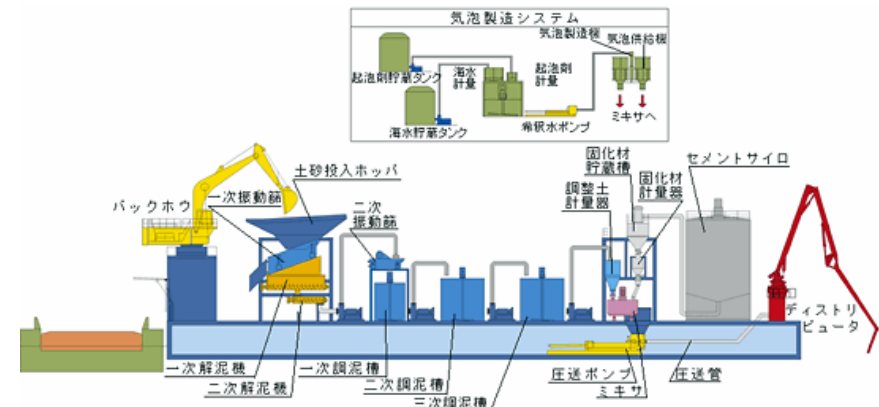 気泡製造システム
気泡製造機
気泡供給機
起泡剤貯蔵タンク
海水
計量
起泡剤
計量
海水貯蔵タンク
希釈水ポンプ
ミキサへ
固化材
貯蔵槽
固化材
計量器
セメントサイロ
土砂投入ホッパ
調整土
計量器
一次振動篩
二次
振動篩
バックホウ
ディストリ
ビュータ
一次解泥機
一次調泥槽
二次調泥槽
圧送ポンプ
圧送管
二次解泥機
ミキサ
三次調泥槽